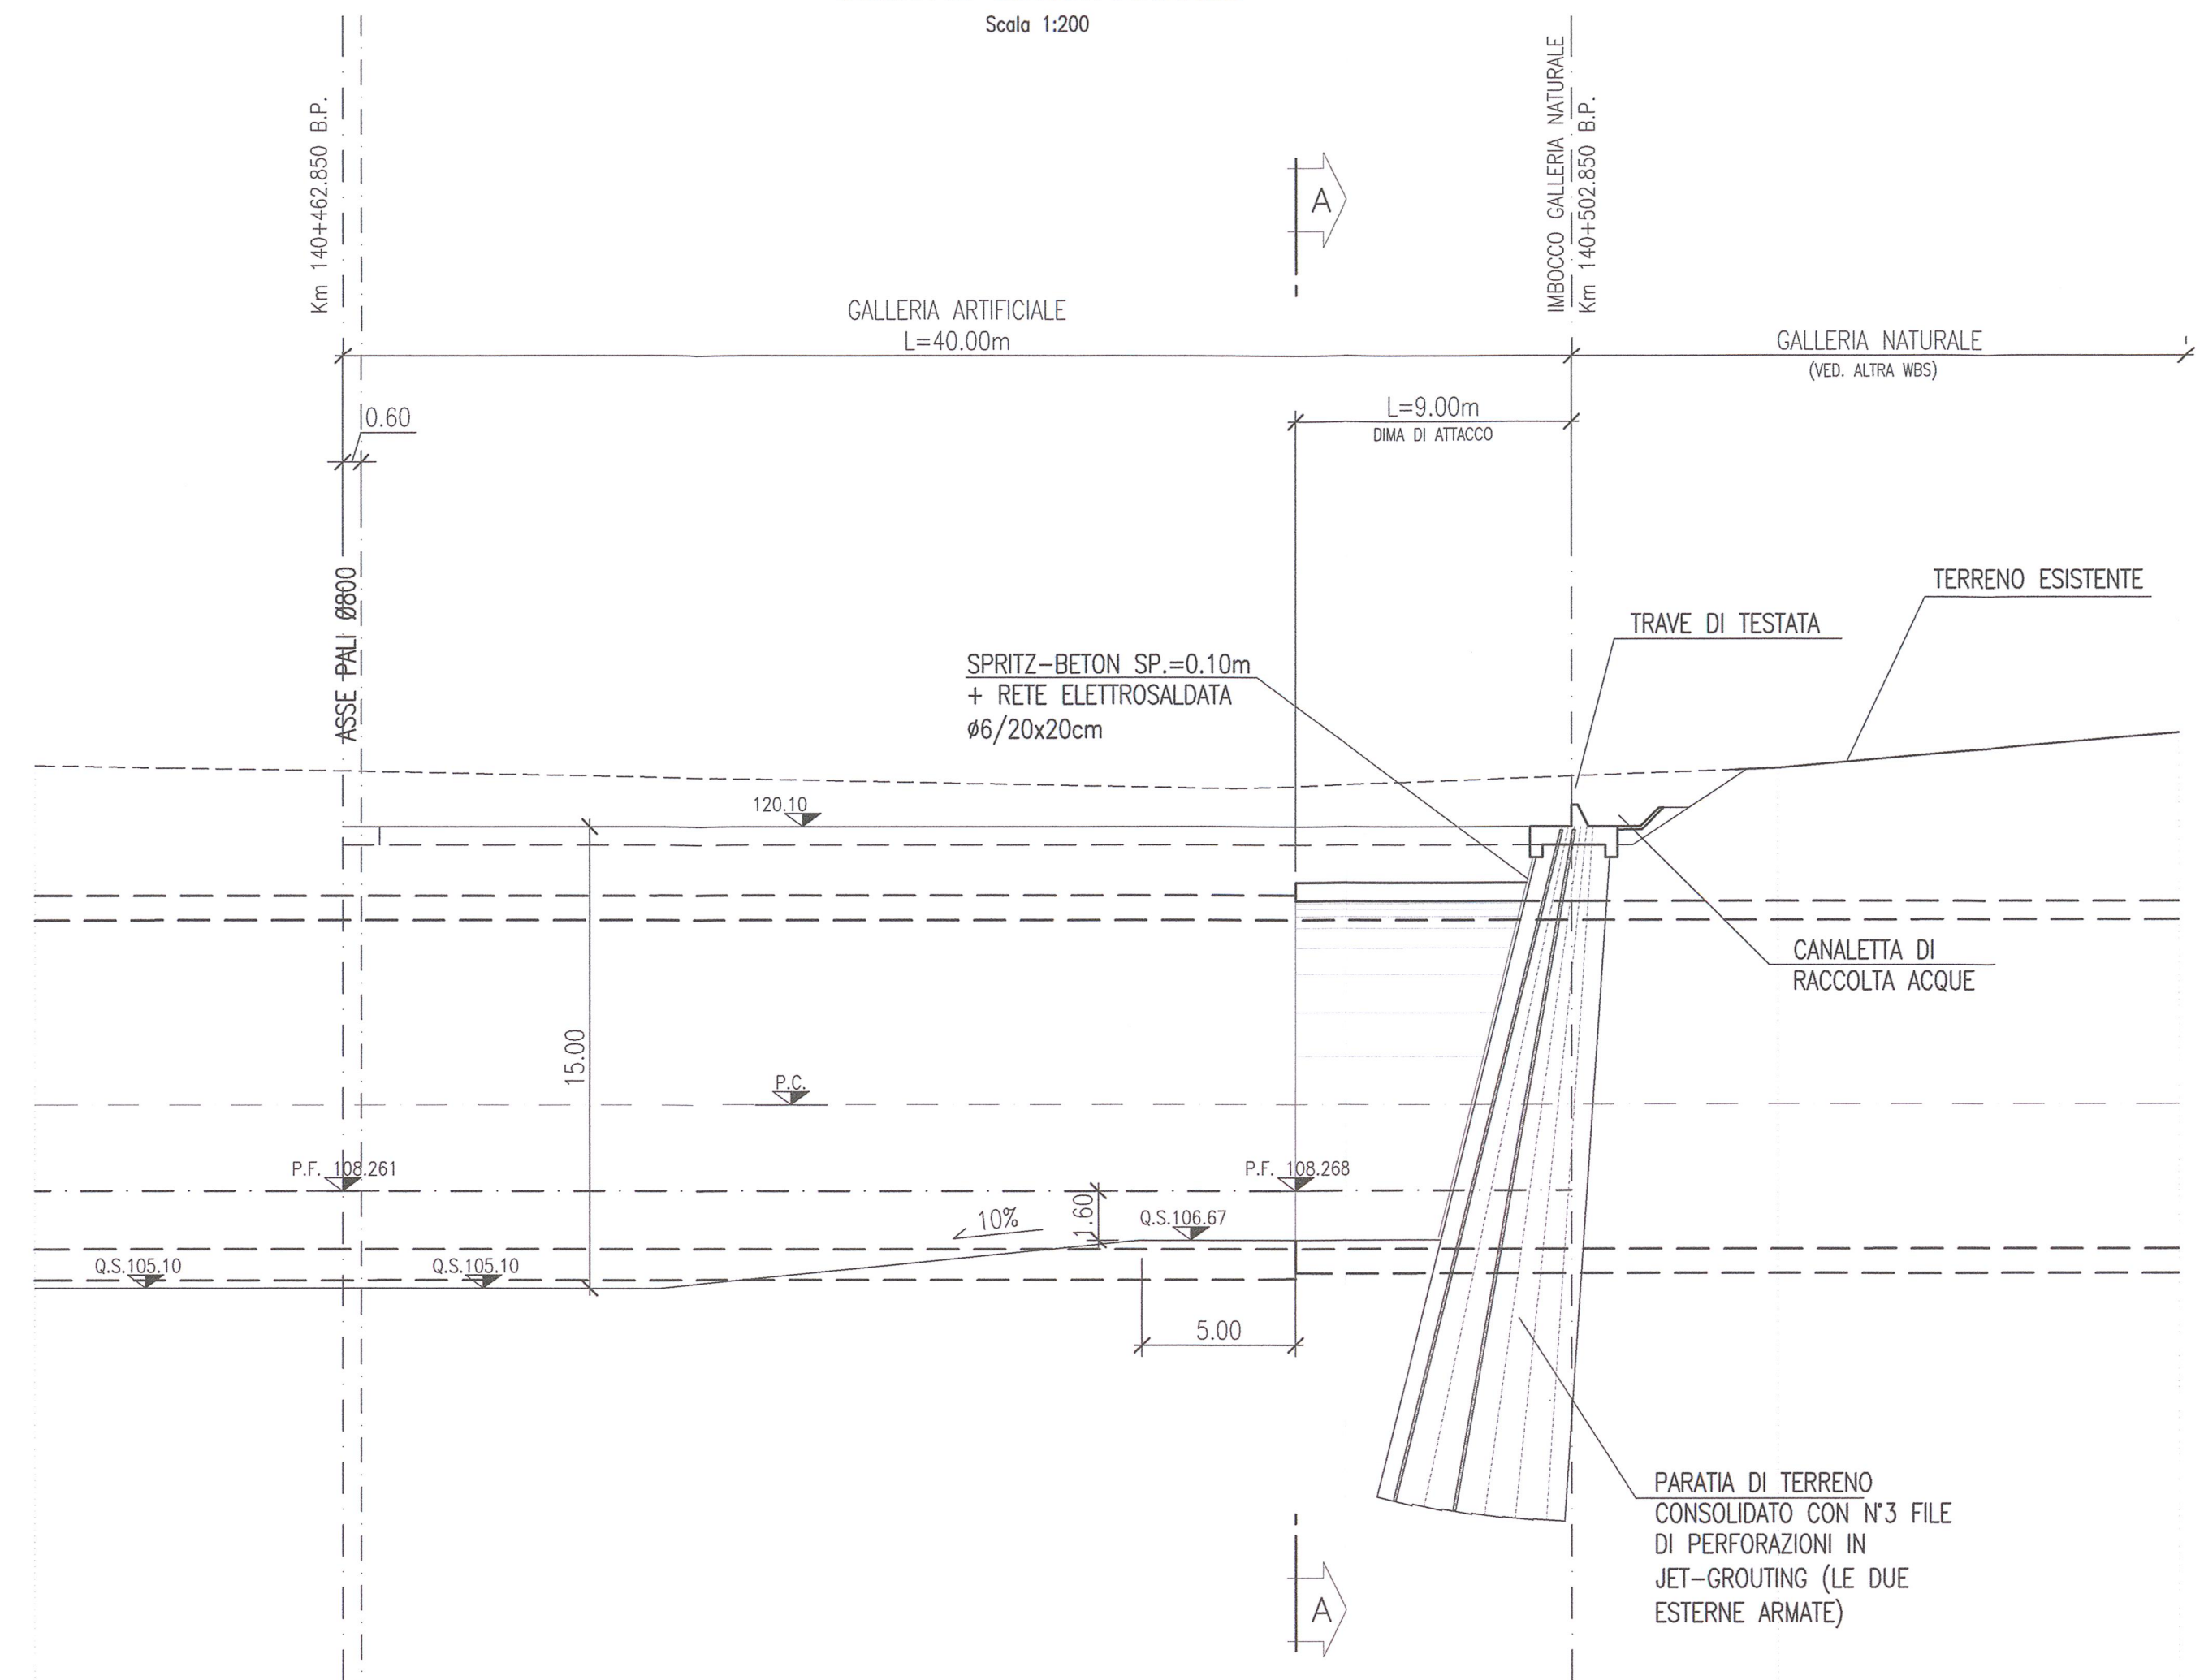 Scala 1:200
Km 140+462.850 B.P.
IMBOCCO GALLERIA NATURALE
Km 140+502.850 B.P.
A
GALLERIA ARTIFICIALE
L=40.00m
GALLERIA NATURALE
(VED. ALTRA WBS)
0.60
L=9.00m
DIMA DI ATTACCO
ASSE PALI Ø800
TERRENO ESISTENTE
TRAVE DI TESTATA
SPRITZ-BETON SP.=0.10m
+ RETE ELETTROSALDATA
ø6/20x20cm
120.10
CANALETTA DI
RACCOLTA ACQUE
15.00
P.C.
P.F. 108.261
P.F. 108.268
1.60
10%
Q.S.106.67
Q.S.105.10
Q.S.105.10
5.00
PARATIA DI TERRENO
CONSOLIDATO CON N°3 FILE
DI PERFORAZIONI IN
JET-GROUTING (LE DUE
ESTERNE ARMATE)
A